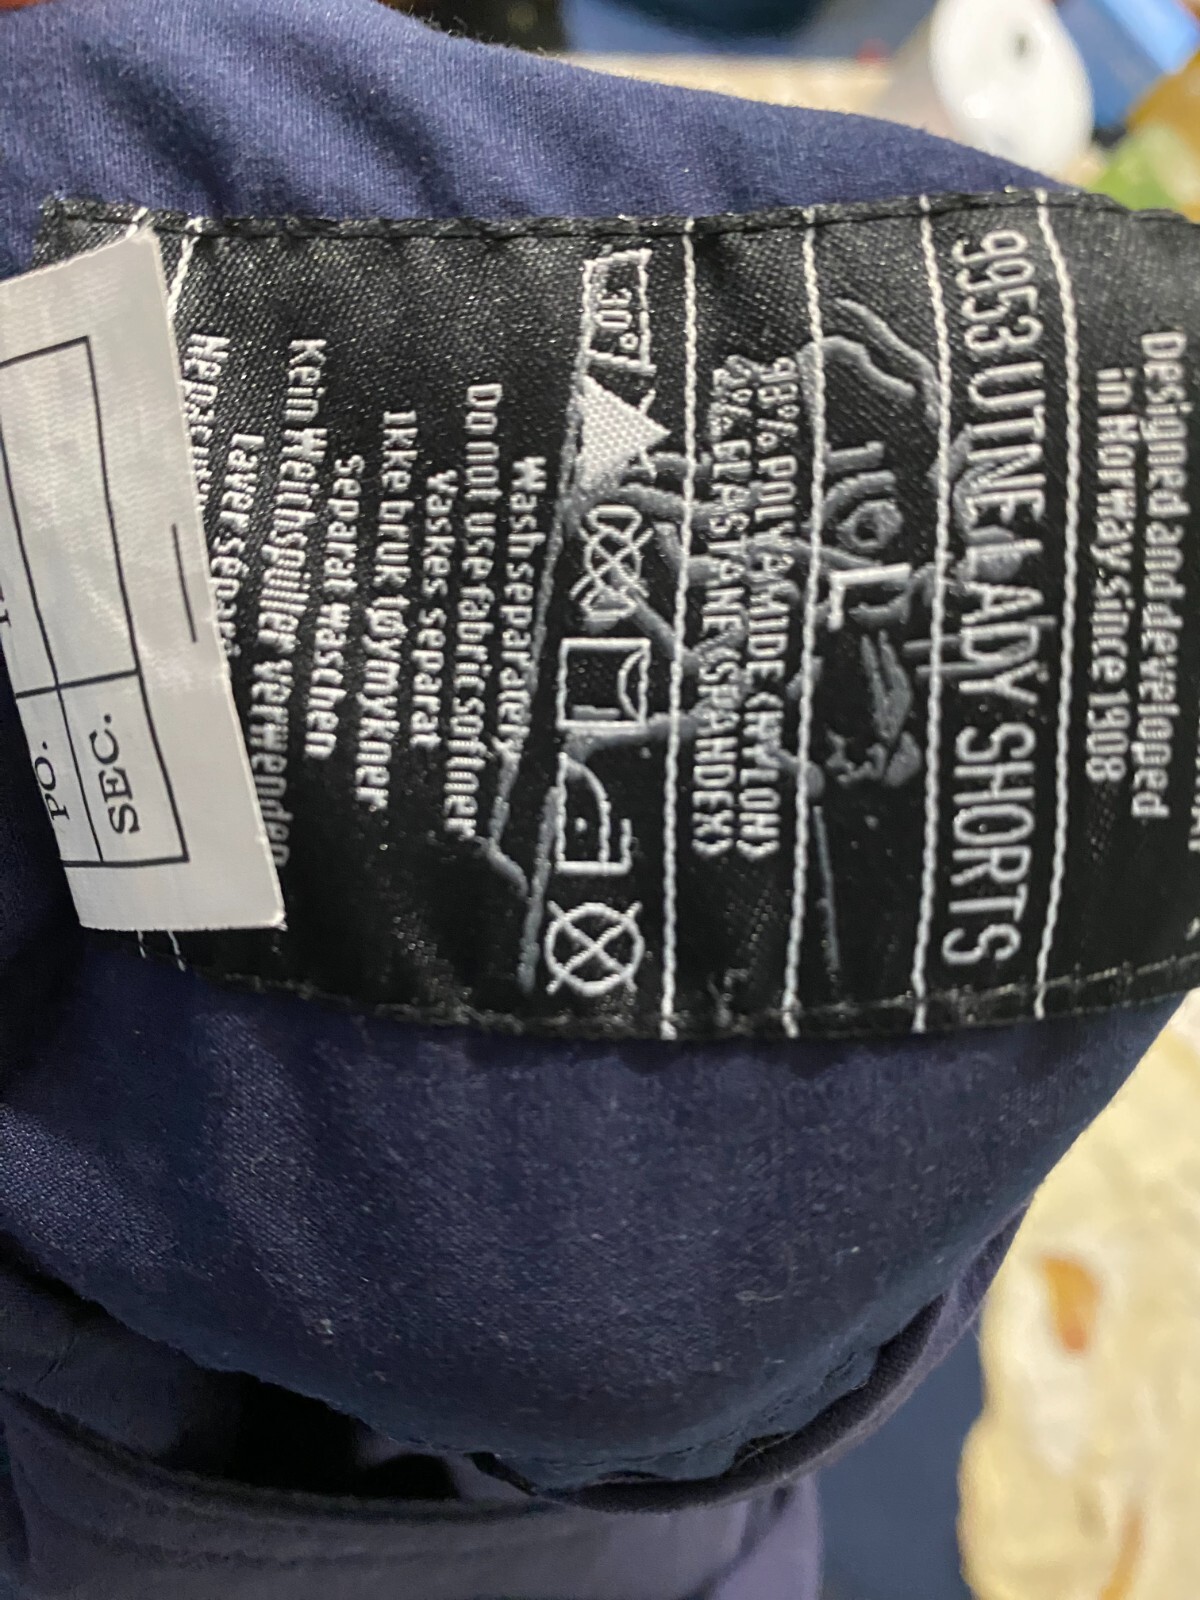 Designed and developed
in Norway since 1908
9953 UTNE LADY SHORTS
L
98% POLYAMIDE (NYLON)
2% ELASTANE (SPANDEX)
30°
Wash separately
Do not use fabric softner
Vaskes separat
Ikke bruk tøymykner
Separat waschen
Kein Weichspüler verwenden
PO.
SEC.